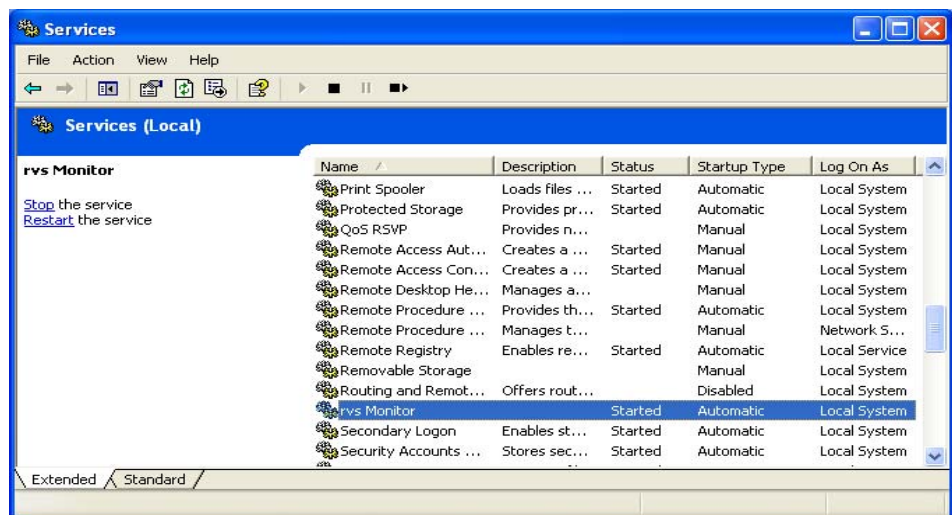 Services
File Action View Help
Services (Local)
rvs Monitor
Stop the service
Restart the service
Name Description Status Startup Type Log On As
Print Spooler Loads files ... Started Automatic Local System
Protected Storage Provides pr... Started Automatic Local System
QoS RSVP Provides n... Manual Local System
Remote Access Aut... Creates a ... Started Manual Local System
Remote Access Con... Creates a ... Started Manual Local System
Remote Desktop He... Manages a... Manual Local System
Remote Procedure ... Provides th... Started Automatic Local System
Remote Procedure ... Manages t... Manual Network S...
Remote Registry Enables re... Started Automatic Local Service
Removable Storage Manual Local System
Routing and Remot... Offers rout... Disabled Local System
rvs Monitor Started Automatic Local System
Secondary Logon Enables st... Started Automatic Local System
Security Accounts ... Stores sec... Started Automatic Local System
Extended Standard